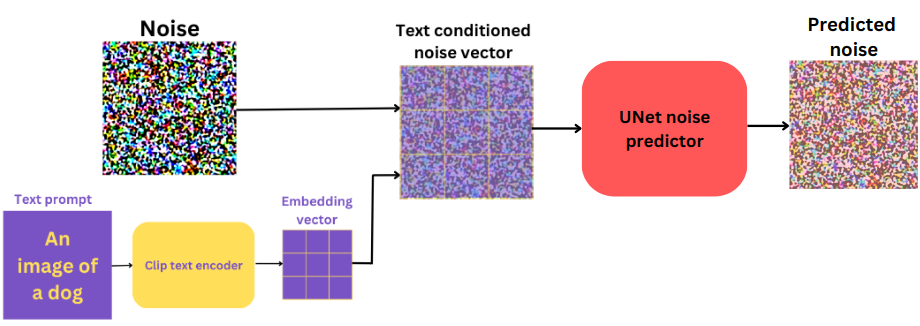 Noise
Text conditioned
noise vector
Predicted
noise
UNet noise
predictor
Text prompt
An
image of
a dog
Clip text encoder
Embedding
vector